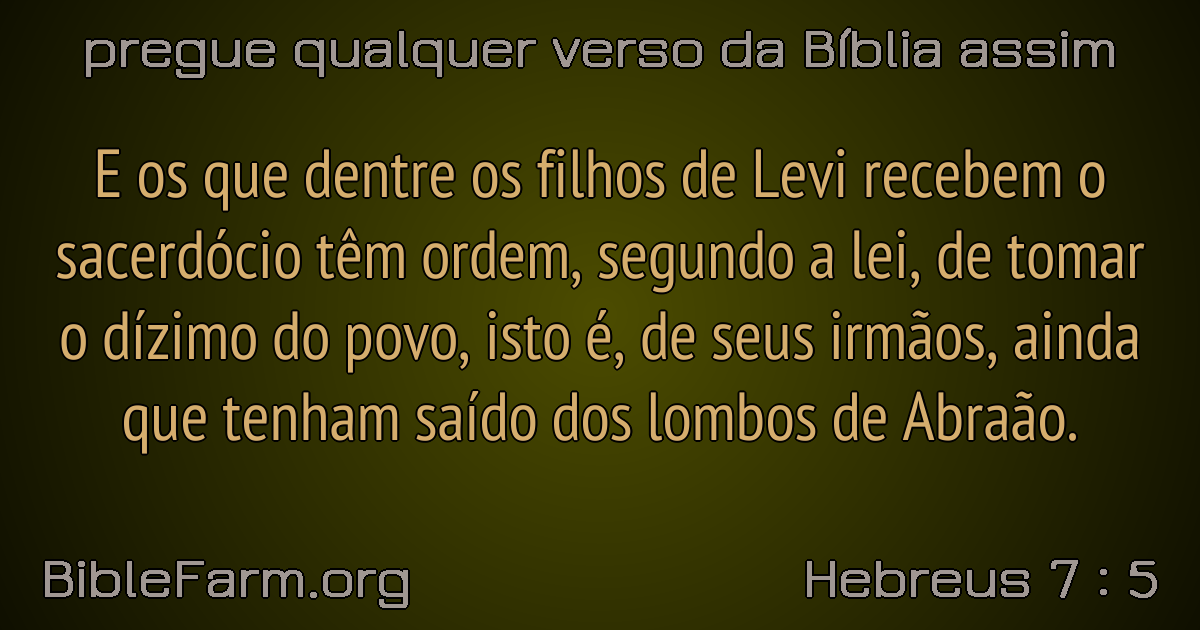 pregue qualquer verso da Bíblia assim
E os que dentre os filhos de Levi recebem o
sacerdócio têm ordem, segundo a lei, de tomar
o dízimo do povo, isto é, de seus irmãos, ainda
que tenham saído dos lombos de Abraão.
BibleFarm.org
Hebreus 7 : 5